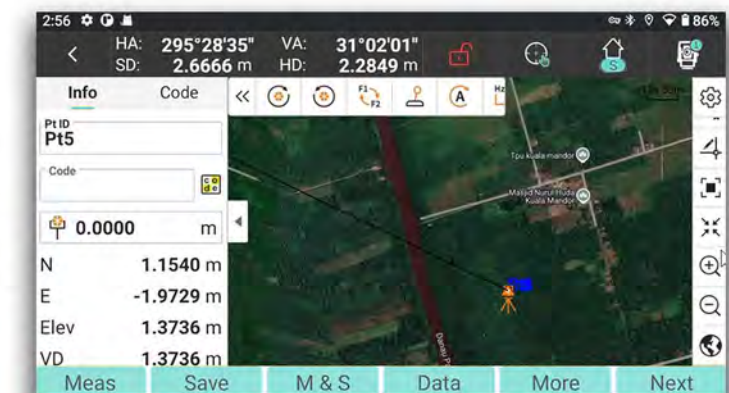 2:56 86%
HA: 295°28'35" VA: 31°02'01"
SD: 2.6666 m HD: 2.2849 m
S
Info Code
F1 F2 A Hz
Pt ID
Pt5
Code
code
0.0000 m
N 1.1540 m
E -1.9729 m
Elev 1.3736 m
VD 1.3736 m
Tpu kuala mandor
Masjid Nurul Huda
Kuala Mandor
Meas Save M & S Data More Next